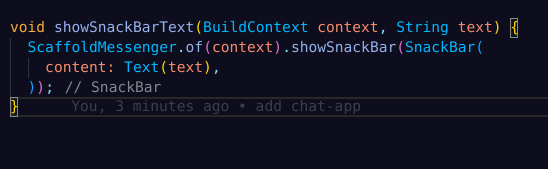 void showSnackBarText(BuildContext context, String text) {
  ScaffoldMessenger.of(context).showSnackBar(SnackBar(
    content: Text(text),
  )); // SnackBar
}      You, 3 minutes ago • add chat-app